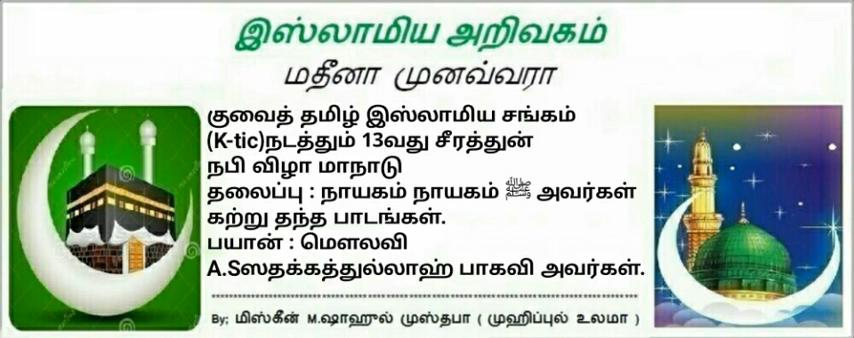 இஸ்லாமிய அறிவகம்
மதீனா முனவ்வரா
குவைத் தமிழ் இஸ்லாமிய சங்கம்
(K-tic)நடத்தும் 13வது சீரத்துன்
நபி விழா மாநாடு
தலைப்பு : நாயகம் நாயகம் ﷺ அவர்கள்
கற்று தந்த பாடங்கள்.
பயான் : மௌலவி
A.Sஸதக்கத்துல்லாஹ் பாகவி அவர்கள்.
By; மிஸ்கீன் M.ஷாஹுல் முஸ்தபா ( முஹிப்புல் உலமா )